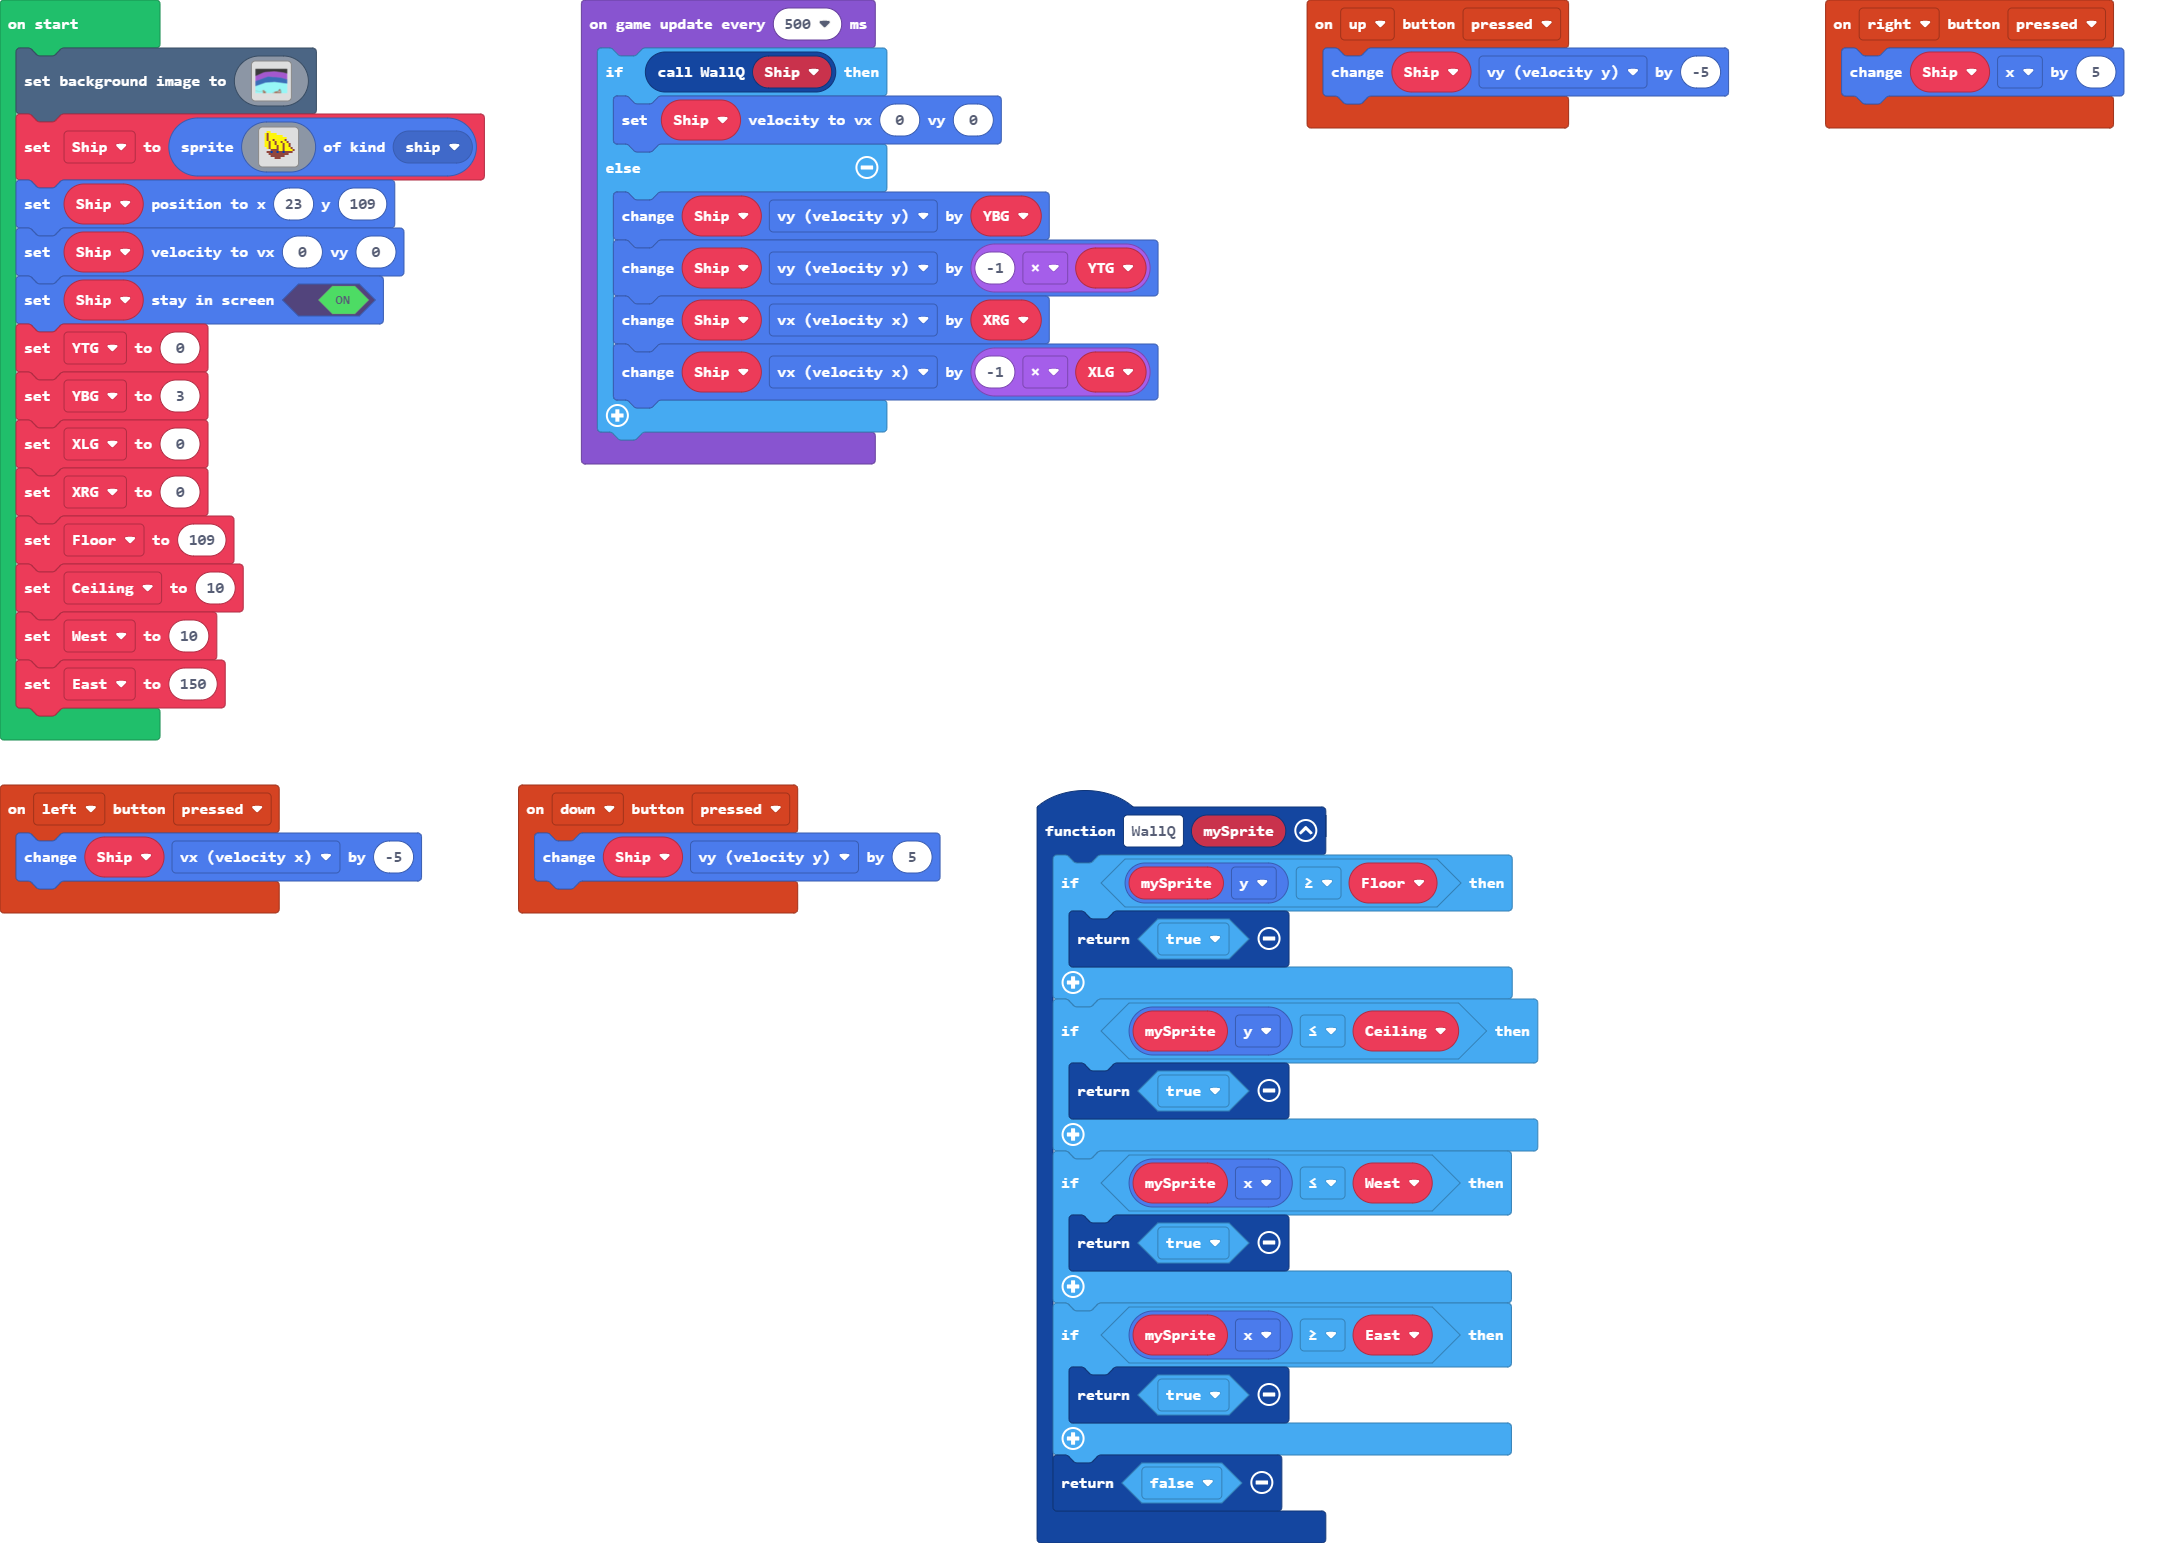 on start
set background image to
set Ship to sprite of kind ship
set Ship position to x 23 y 109
set Ship velocity to vx 0 vy 0
set Ship stay in screen ON
set YTG to 0
set YBG to 3
set XLG to 0
set XRG to 0
set Floor to 109
set Ceiling to 10
set West to 10
set East to 150
on game update every 500 ms
if call WallQ Ship then
set Ship velocity to vx 0 vy 0
else
change Ship vy (velocity y) by YBG
change Ship vy (velocity y) by -1 × YTG
change Ship vx (velocity x) by XRG
change Ship vx (velocity x) by -1 × XLG
on up button pressed
change Ship vy (velocity y) by -5
on right button pressed
change Ship x by 5
on left button pressed
change Ship vx (velocity x) by -5
on down button pressed
change Ship vy (velocity y) by 5
function WallQ mySprite
if mySprite y ≥ Floor then
return true
if mySprite y ≤ Ceiling then
return true
if mySprite x ≤ West then
return true
if mySprite x ≥ East then
return true
return false